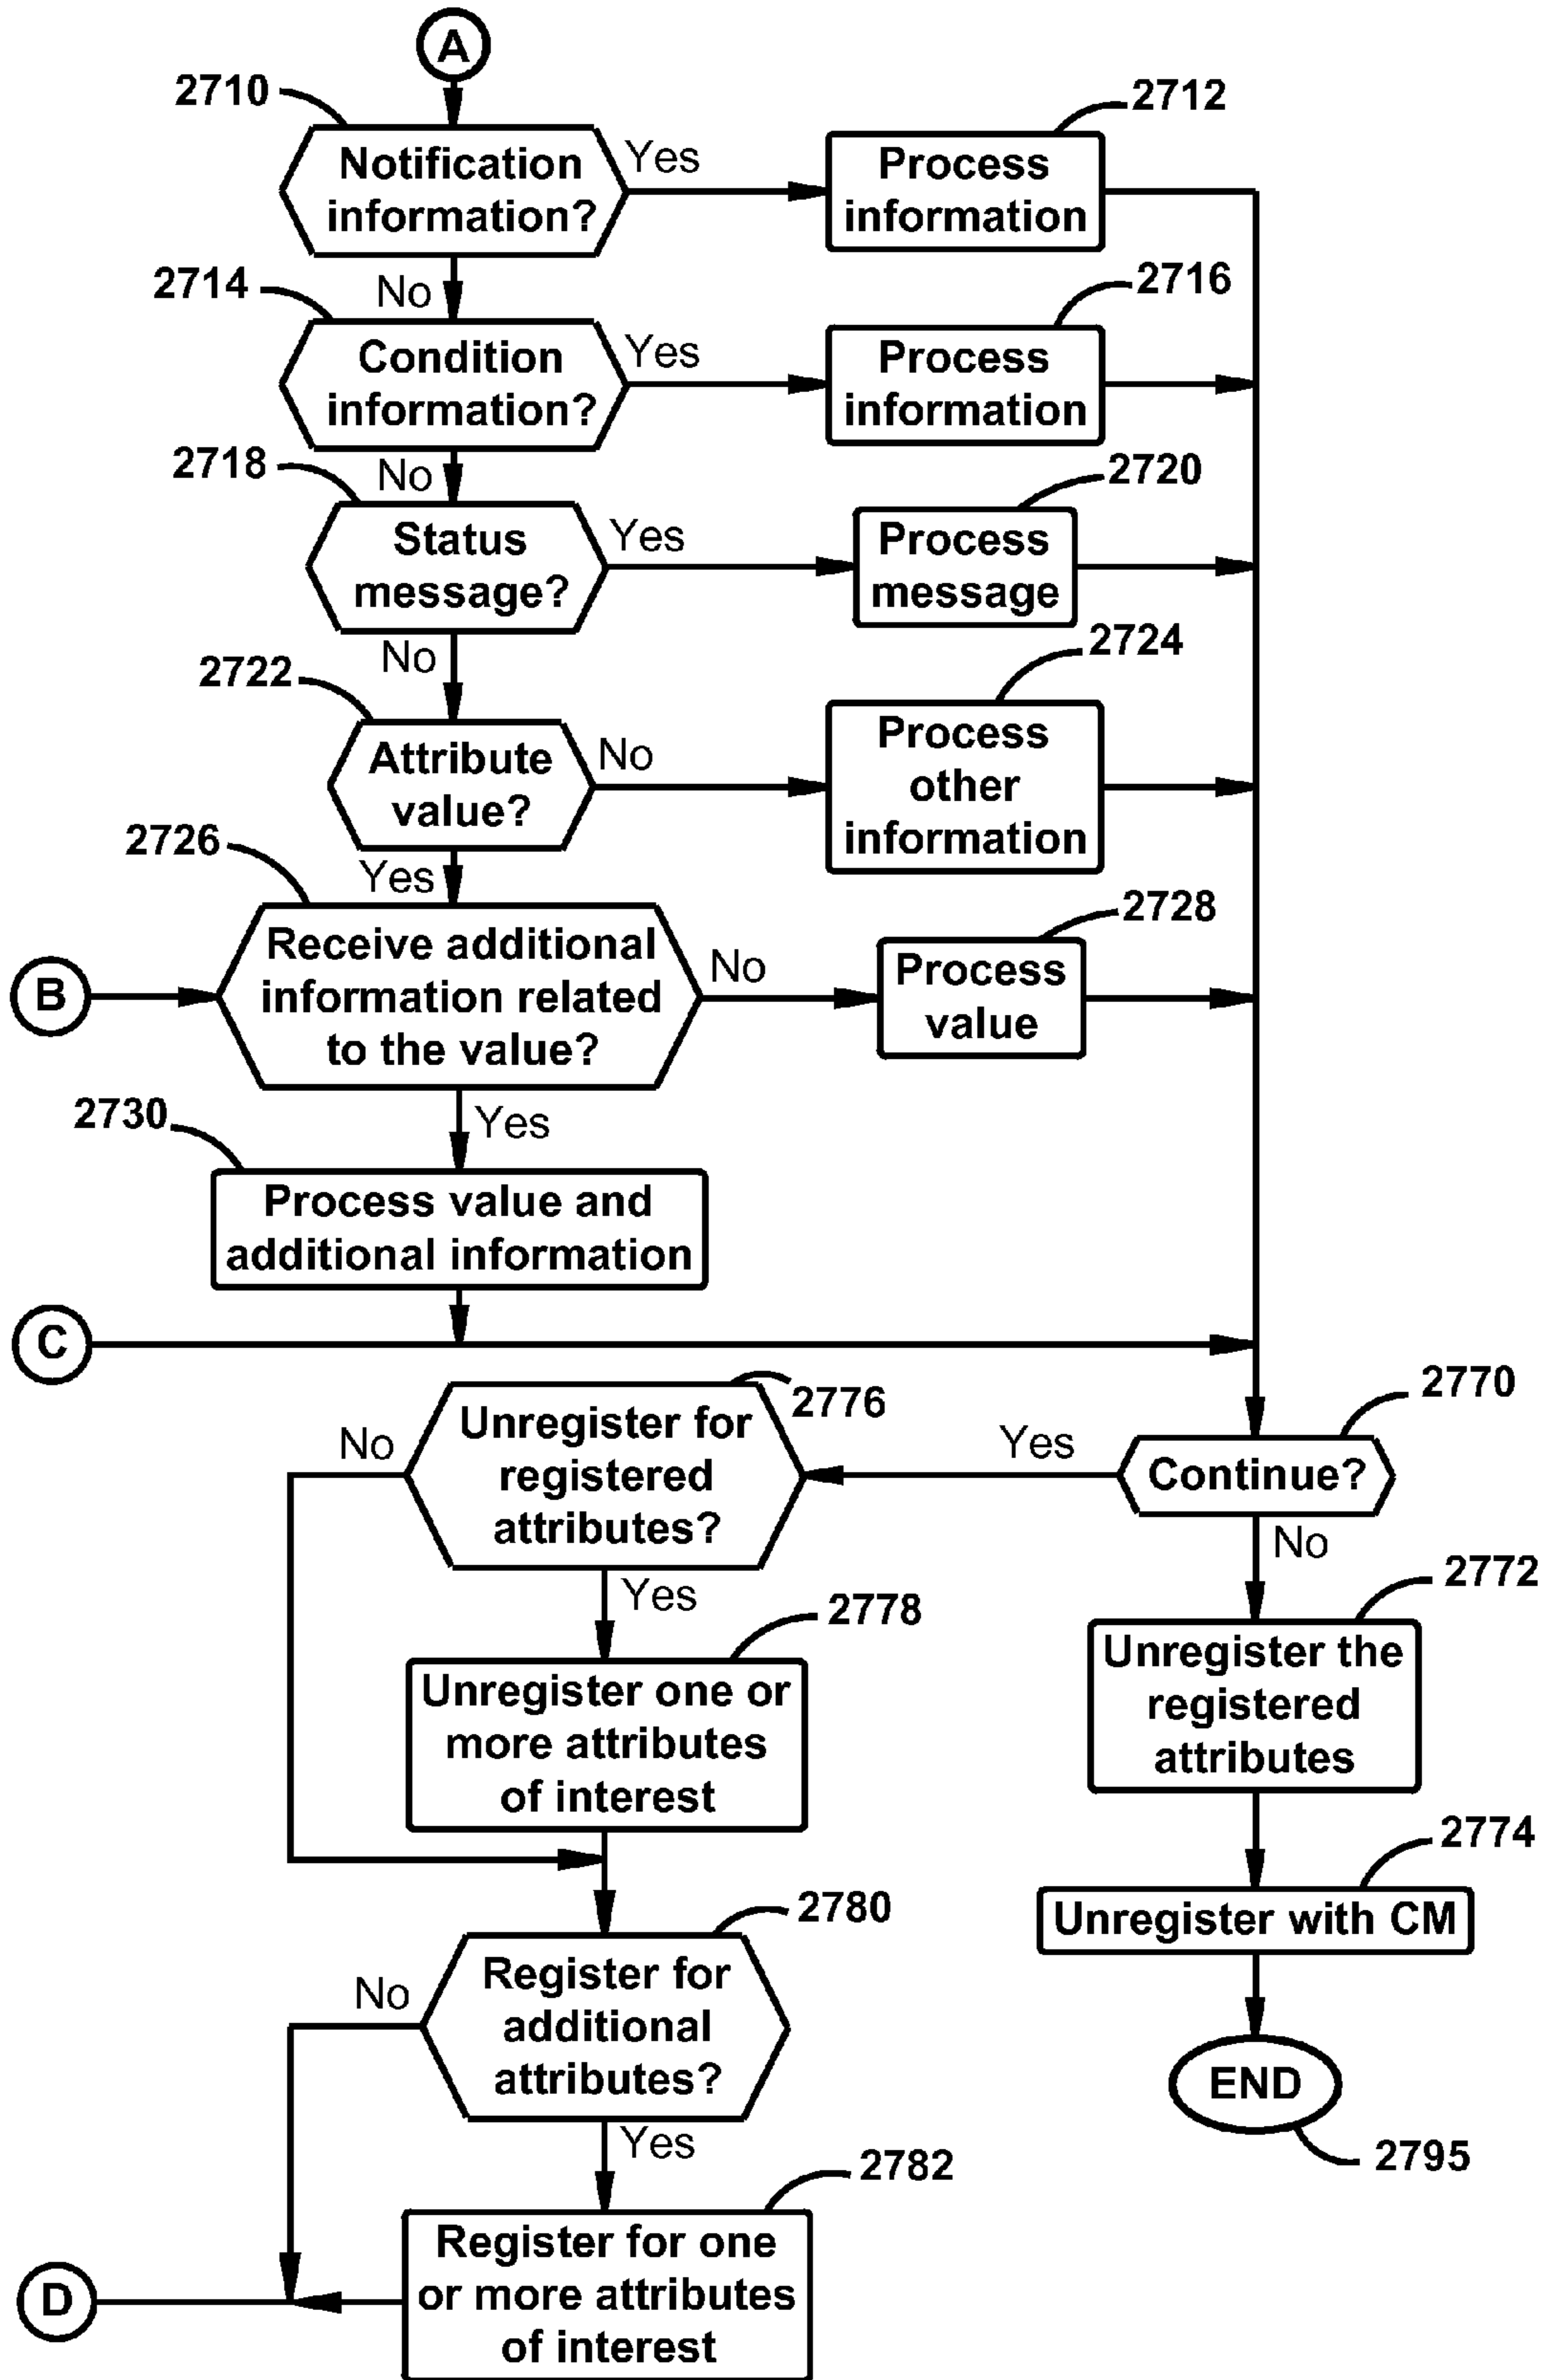 A
2710
Notification
information?
Yes
2712
Process
information
No
2714
Condition
information?
Yes
2716
Process
information
No
2718
Status
message?
Yes
2720
Process
message
No
2722
Attribute
value?
No
2724
Process
other
information
Yes
2726
B
Receive additional
information related
to the value?
No
2728
Process
value
Yes
2730
Process value and
additional information
C
2770
Continue?
Yes
2776
Unregister for
registered
attributes?
No
Yes
2778
Unregister one or
more attributes
of interest
No
2772
Unregister the
registered
attributes
2774
Unregister with CM
END
2795
2780
Register for
additional
attributes?
No
Yes
2782
Register for one
or more attributes
of interest
D